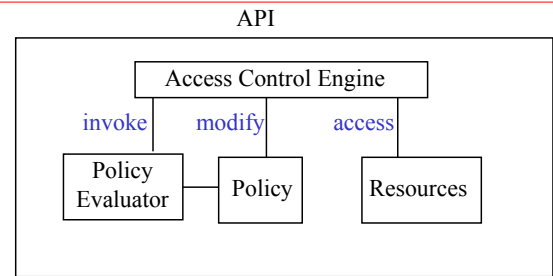 API
Access Control Engine
invoke modify access
Policy
Evaluator
Policy
Resources